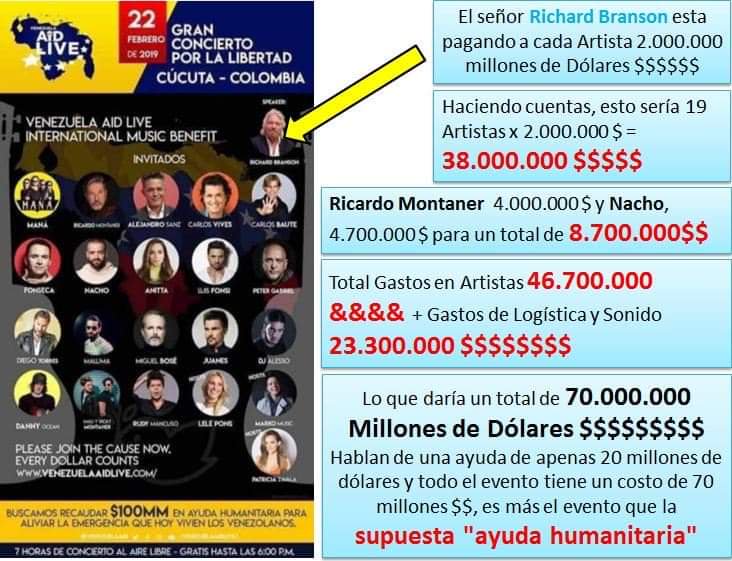 VENEZUELA
AID
LIVE
22
FEBRERO
DE 2019
GRAN
CONCIERTO
POR LA LIBERTAD
CÚCUTA - COLOMBIA
VENEZUELA AID LIVE
INTERNATIONAL MUSIC BENEFIT
SPEAKER:
RICHARD BRANSON
INVITADOS
MANÁ
RICARDO MONTANER
ALEJANDRO SANZ
CARLOS VIVES
CARLOS BAUTE
FONSECA
NACHO
ANITTA
LUIS FONSI
PETER GABRIEL
DIEGO TORRES
MALUMA
MIGUEL BOSÉ
JUANES
DJ ALESSO
DANNY OCEAN
MAU Y RICKY
MONTANER
RUDY MANCUSO
LELE PONS
MARKO MUSIC
PLEASE JOIN THE CAUSE NOW.
EVERY DOLLAR COUNTS
WWW.VENEZUELAAIDLIVE.COM/
BUSCAMOS RECAUDAR $100MM EN AYUDA HUMANITARIA PARA
ALIVIAR LA EMERGENCIA QUE HOY VIVIEN LOS VENEZOLANOS.
7 HORAS DE CONCIERTO AL AIRE LIBRE - GRATIS HASTA LAS 6:00 P.M.
El señor Richard Branson esta
pagando a cada Artista 2.000.000
millones de Dólares $$$$$$
Haciendo cuentas, esto sería 19
Artistas x 2.000.000 $ =
38.000.000 $$$$$
Ricardo Montaner 4.000.000 $ y Nacho,
4.700.000 $ para un total de 8.700.000$$
Total Gastos en Artistas 46.700.000
&&&& + Gastos de Logística y Sonido
23.300.000 $$$$$$$$
Lo que daría un total de 70.000.000
Millones de Dólares $$$$$$$$$
Hablan de una ayuda de apenas 20 millones de
dólares y todo el evento tiene un costo de 70
millones $$, es más el evento que la
supuesta "ayuda humanitaria"